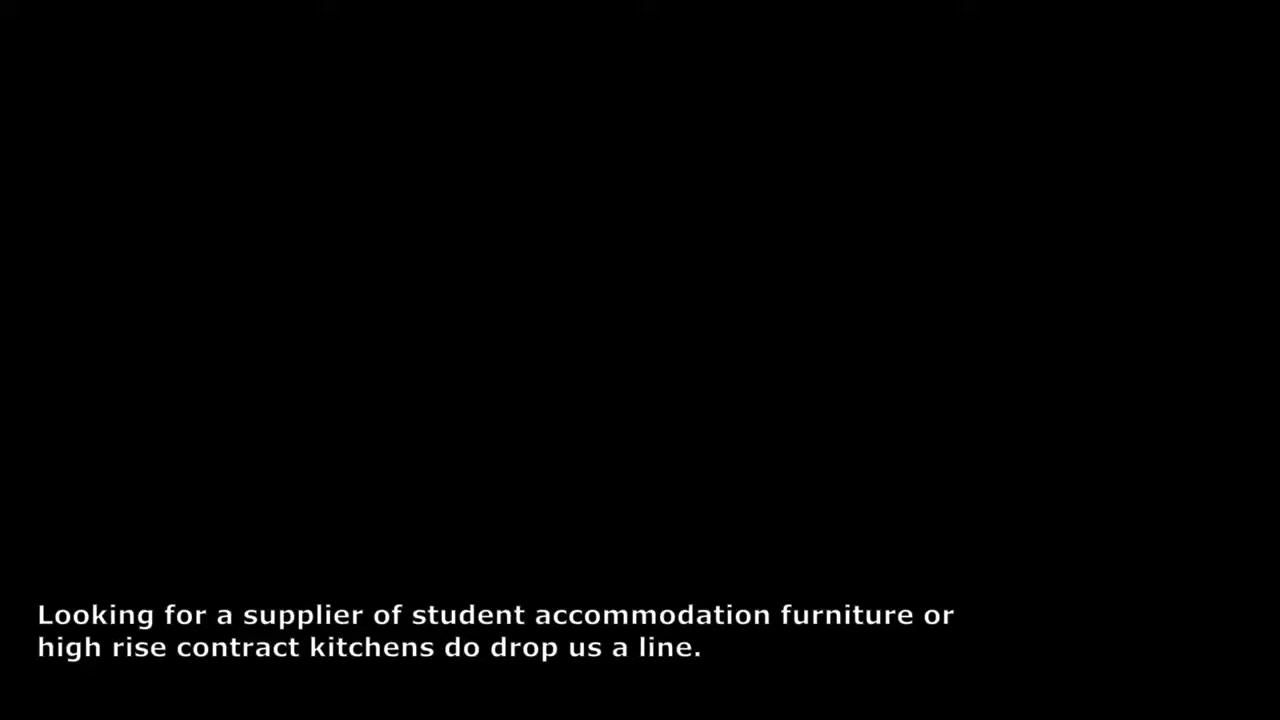 Looking for a supplier of student accommodation furniture or
high rise contract kitchens do drop us a line.